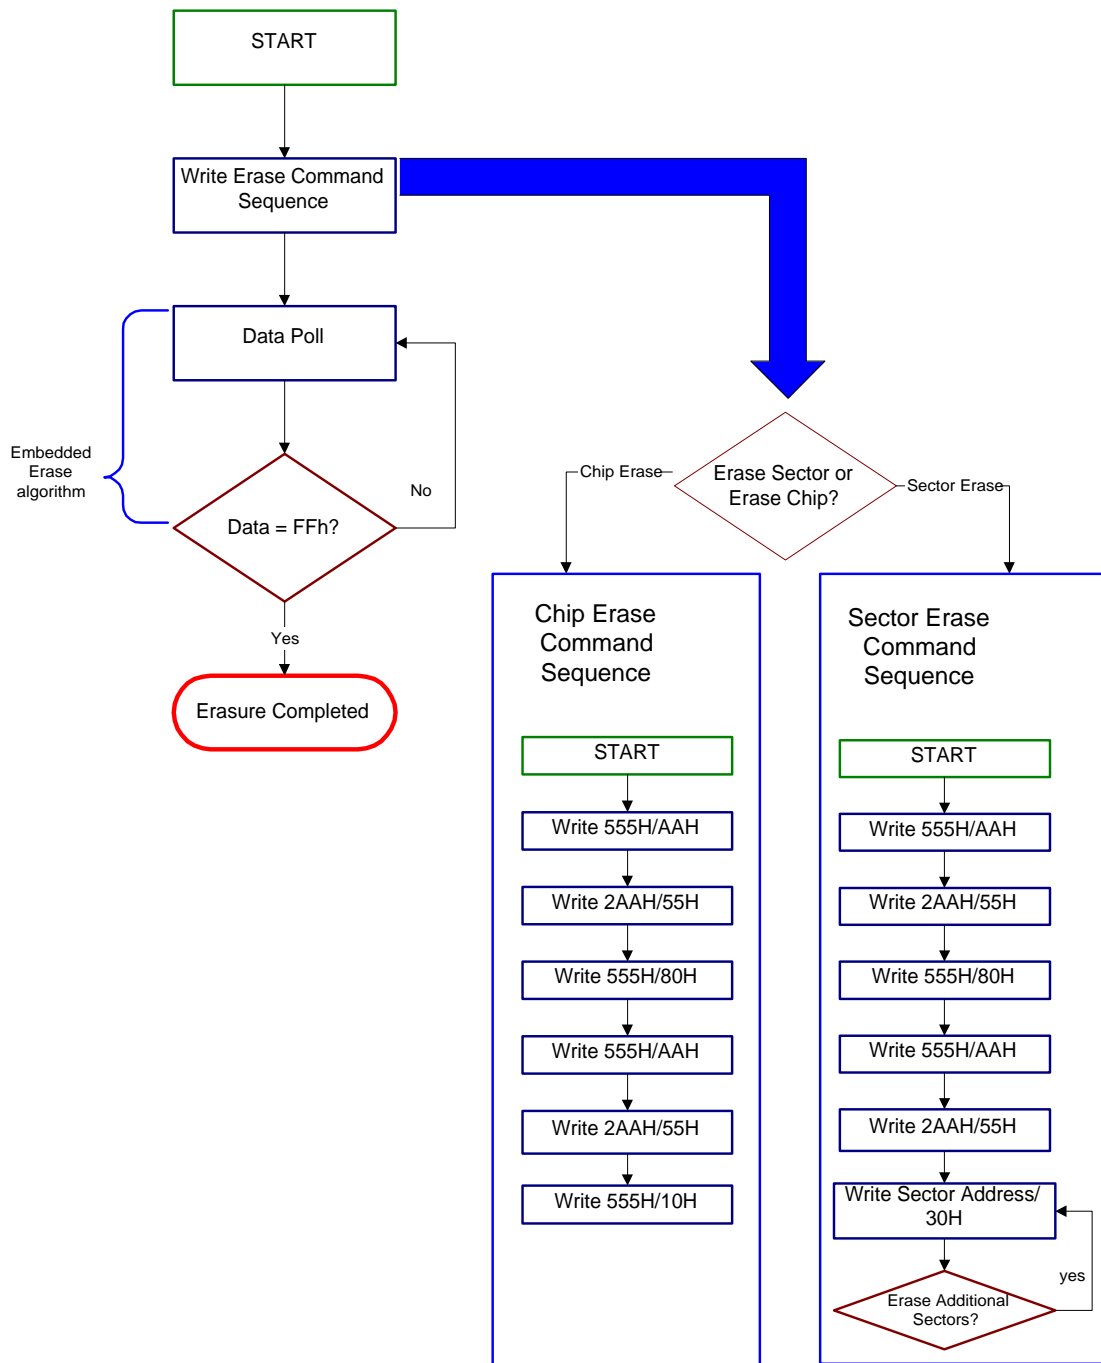 START
Write Erase Command
Sequence
Data Poll
Embedded
Erase
algorithm
No
Data = FFh?
Yes
Erasure Completed
Erase Sector or
Erase Chip?
Chip Erase
Sector Erase
Chip Erase
Command
Sequence
START
Write 555H/AAH
Write 2AAH/55H
Write 555H/80H
Write 555H/AAH
Write 2AAH/55H
Write 555H/10H
Sector Erase
Command
Sequence
START
Write 555H/AAH
Write 2AAH/55H
Write 555H/80H
Write 555H/AAH
Write 2AAH/55H
Write Sector Address/
30H
yes
Erase Additional
Sectors?